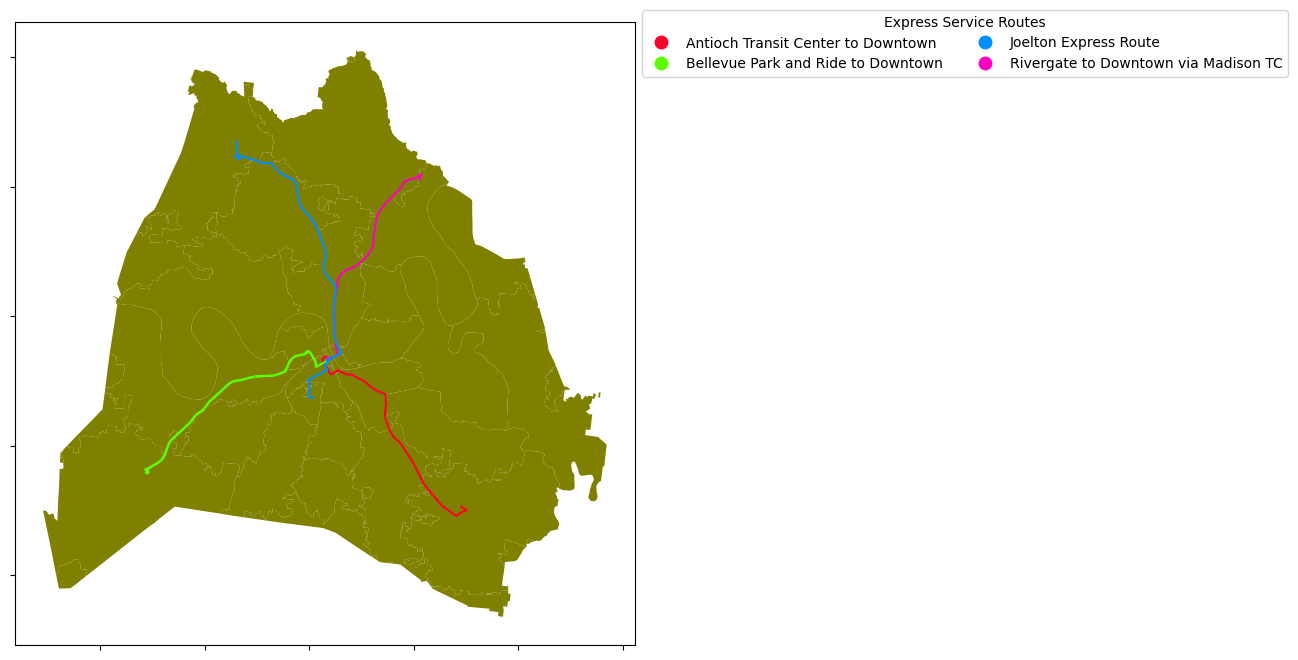 Express Service Routes
Antioch Transit Center to Downtown
Bellevue Park and Ride to Downtown
Joelton Express Route
Rivergate to Downtown via Madison TC